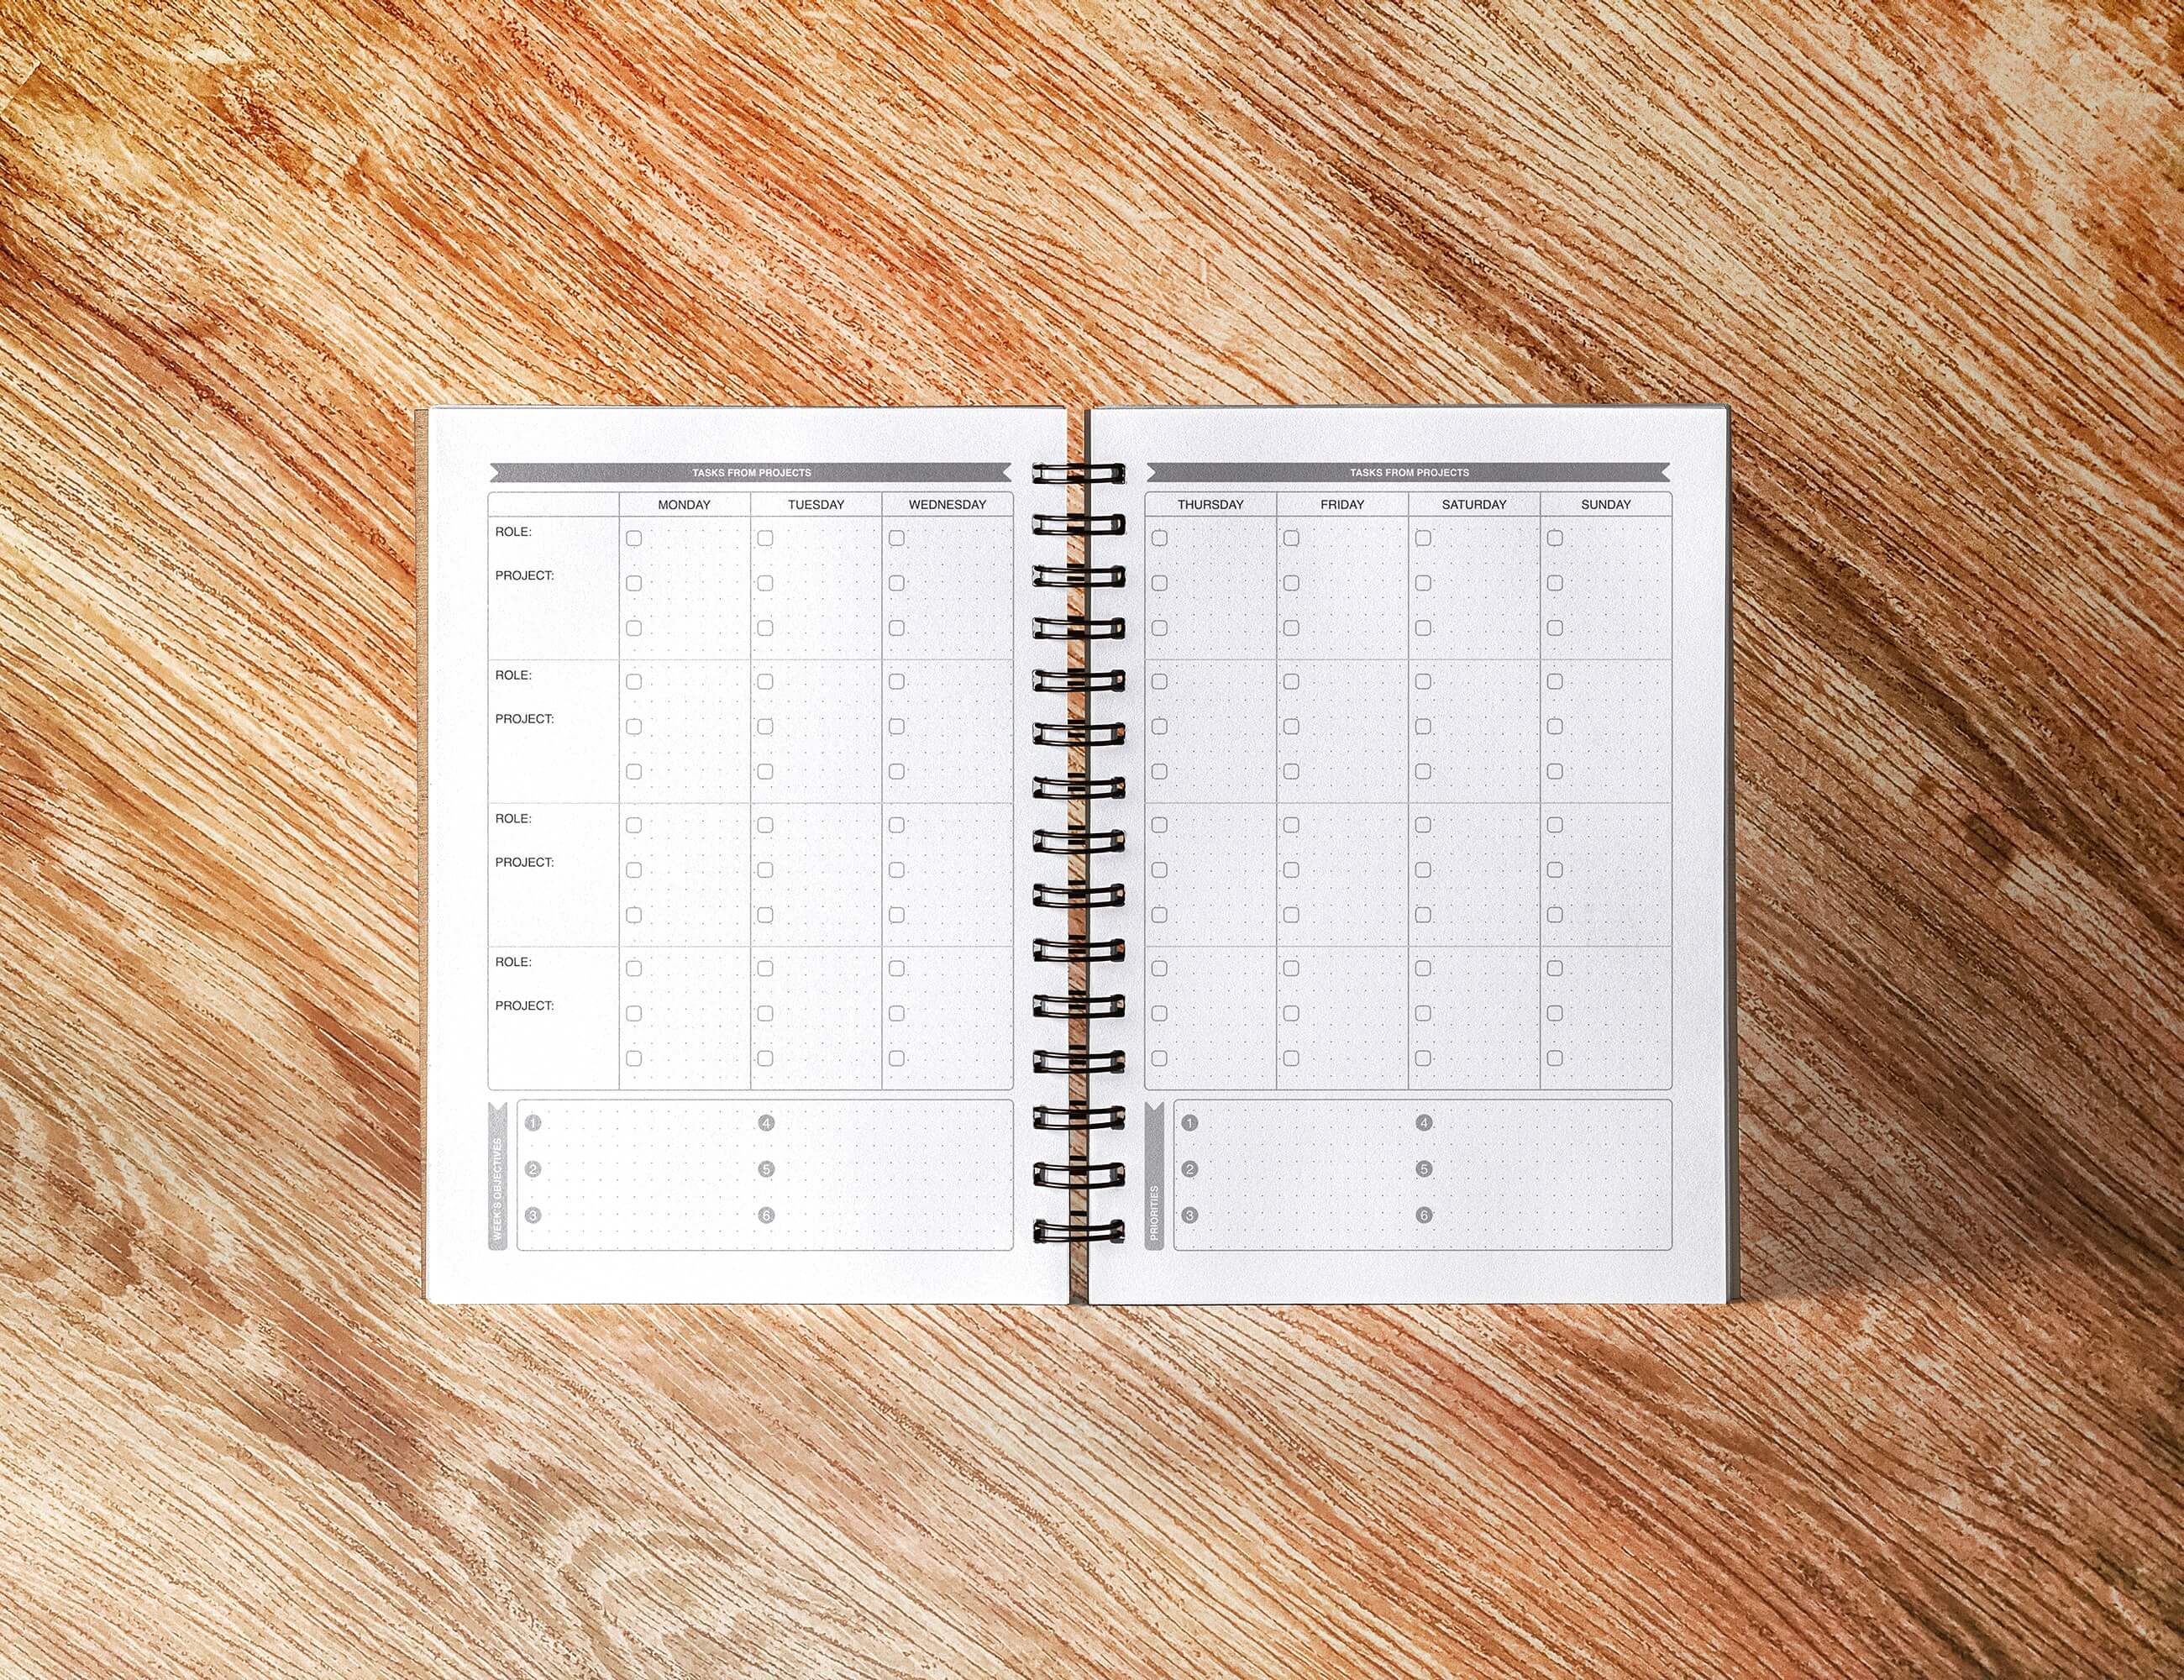 TASKS FROM PROJECTS
MONDAY TUESDAY WEDNESDAY
ROLE:
PROJECT:
ROLE:
PROJECT:
ROLE:
PROJECT:
ROLE:
PROJECT:
WEEK'S OBJECTIVES
1 4
2 5
3 6
TASKS FROM PROJECTS
THURSDAY FRIDAY SATURDAY SUNDAY
PRIORITIES
1 4
2 5
3 6